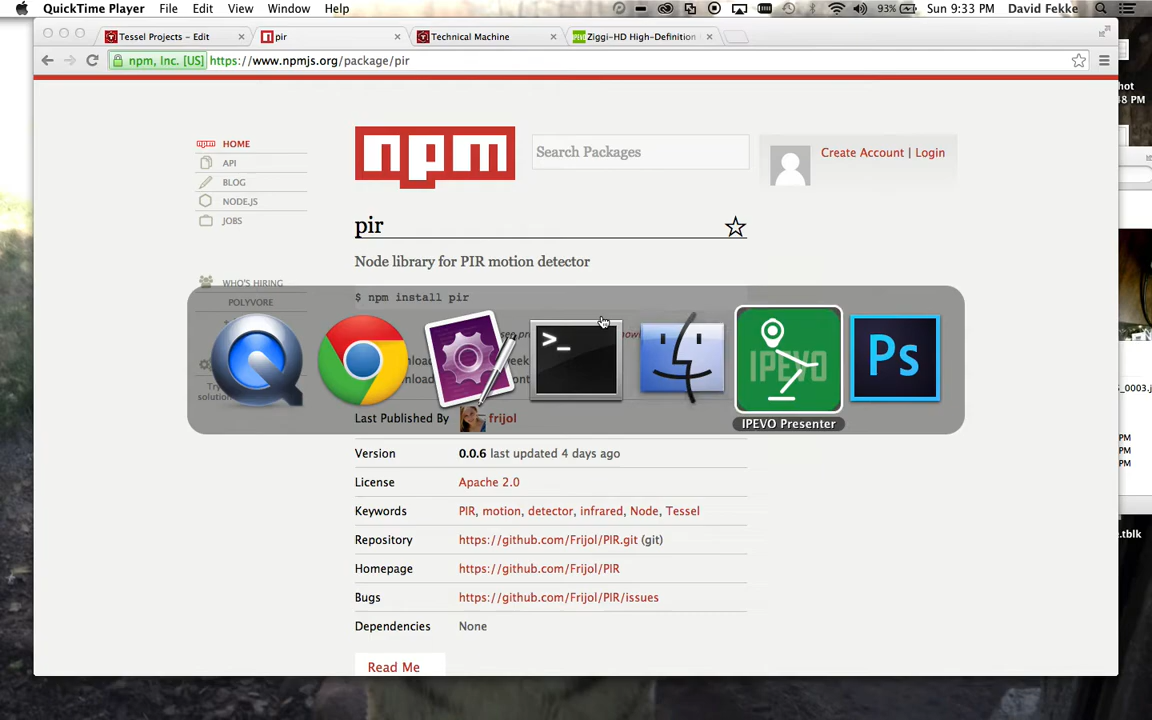 QuickTime Player File Edit View Window Help 93% Sun 9:33 PM David Fekke
Tessel Projects - Edit pir Technical Machine Ziggi-HD High-Definition
npm, Inc. [US] https://www.npmjs.org/package/pir
HOME
API
BLOG
NODE.JS
JOBS
WHO'S HIRING
POLYVORE
npm
Search Packages
Create Account | Login
pir
Node library for PIR motion detector
$ npm install pir
>_
IPEVO
Ps
IPEVO Presenter
Last Published By frijol
Version 0.0.6 last updated 4 days ago
License Apache 2.0
Keywords PIR, motion, detector, infrared, Node, Tessel
Repository https://github.com/Frijol/PIR.git (git)
Homepage https://github.com/Frijol/PIR
Bugs https://github.com/Frijol/PIR/issues
Dependencies None
Read Me